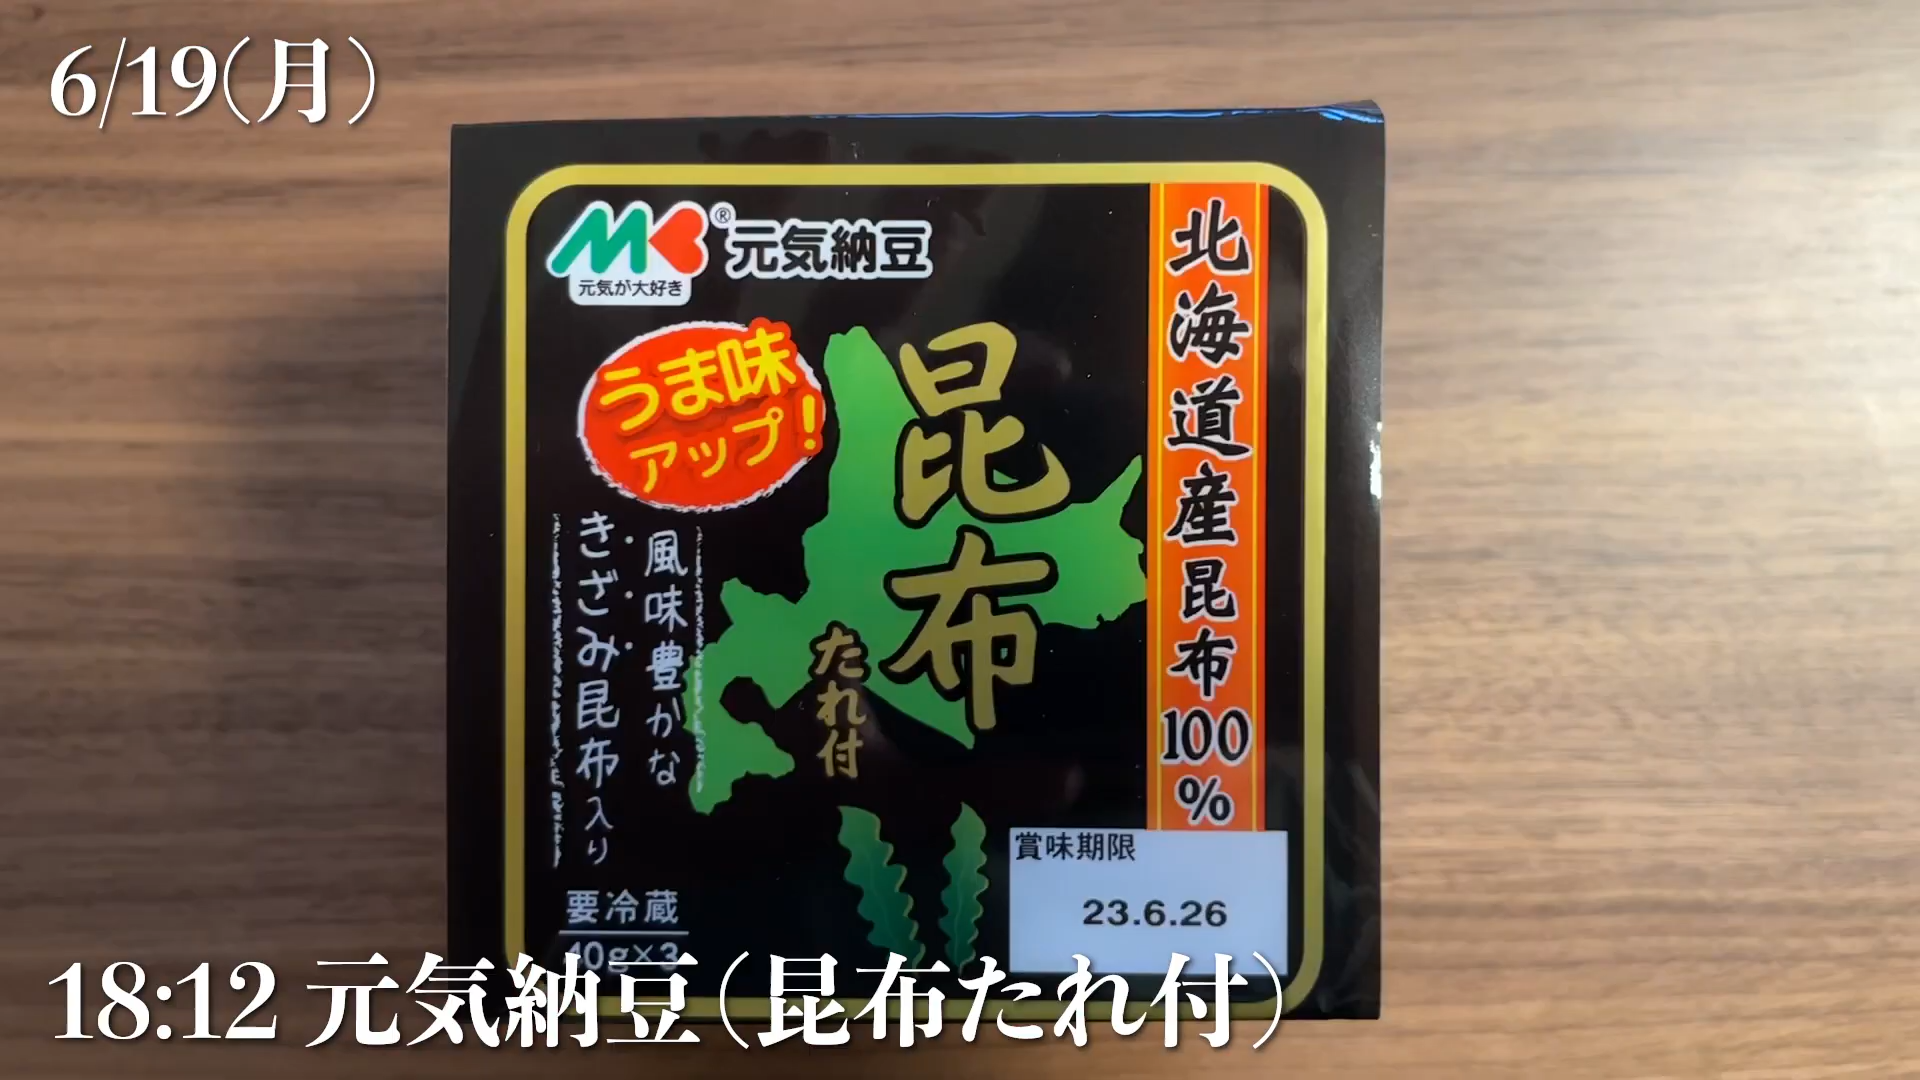 6/19(月)
元気が大好き
®
元気納豆
うま味
アップ!
昆布
たれ付
北海道産昆布100%
風味豊かな
きざみ昆布入り
要冷蔵
40g×3
賞味期限
23.6.26
18:12 元気納豆(昆布たれ付)